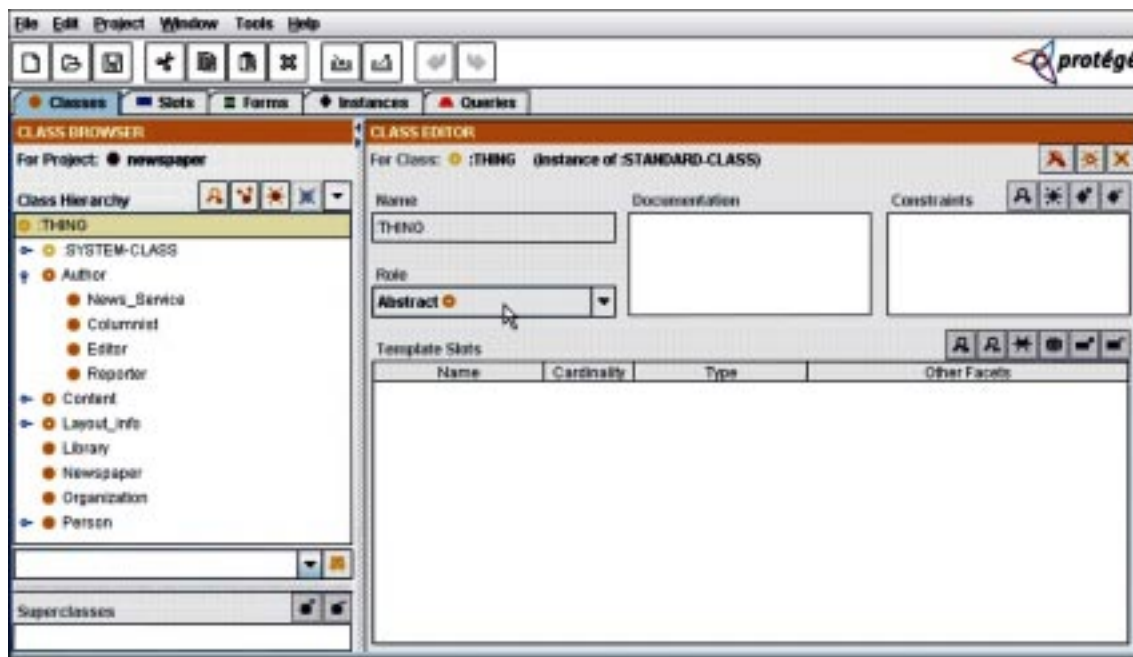 File Edit Project Window Tools Help
protégé
Classes Slots Forms Instances Queries
CLASS BROWSER
For Project: newspaper
Class Hierarchy
:THING
:SYSTEM-CLASS
Author
News_Service
Columnist
Editor
Reporter
Content
Layout_info
Library
Newspaper
Organization
Person
Superclasses
CLASS EDITOR
For Class: :THING (instance of :STANDARD-CLASS)
Name Documentation Constraints
:THING
Role
Abstract
Template Slots
Name Cardinality Type Other Facets